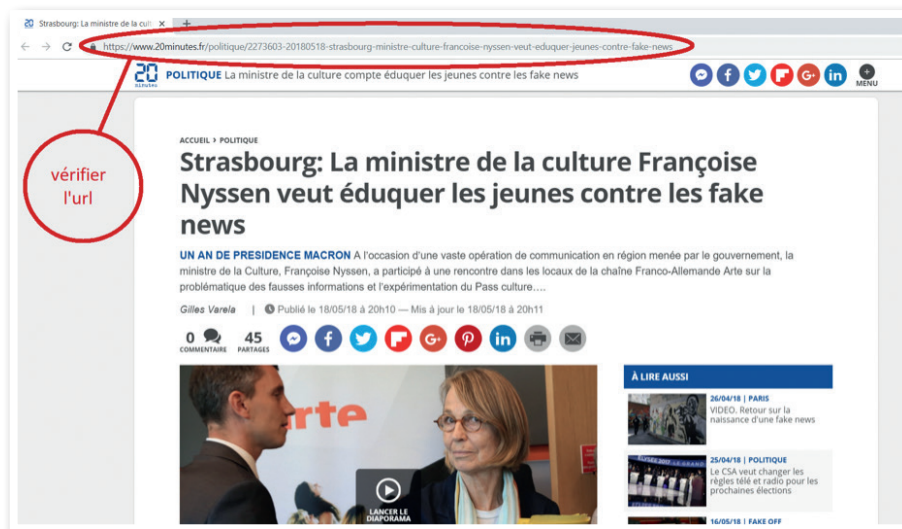 20 Strasbourg: La ministre de la cult
https://www.20minutes.fr/politique/2273603-20180518-strasbourg-ministre-culture-francoise-nyssen-veut-eduquer-jeunes-contre-fake-news
20 minutes
POLITIQUE La ministre de la culture compte éduquer les jeunes contre les fake news
MENU
vérifier
l'url
ACCUEIL > POLITIQUE
Strasbourg: La ministre de la culture Françoise
Nyssen veut éduquer les jeunes contre les fake
news
UN AN DE PRESIDENCE MACRON A l'occasion d'une vaste opération de communication en région menée par le gouvernement, la
ministre de la Culture, Françoise Nyssen, a participé à une rencontre dans les locaux de la chaîne Franco-Allemande Arte sur la
problématique des fausses informations et l'expérimentation du Pass culture….
Gilles Varela | Publié le 18/05/18 à 20h10 — Mis à jour le 18/05/18 à 20h11
0 45
COMMENTAIRE PARTAGES
arte
LANCER LE
DIAPORAMA
À LIRE AUSSI
26/04/18 | PARIS
VIDEO. Retour sur la
naissance d'une fake news
25/04/18 | POLITIQUE
Le CSA veut changer les
règles télé et radio pour les
prochaines élections
16/05/18 | FAKE OFF